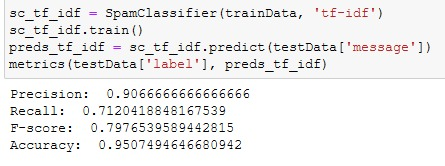 sc_tf_idf = SpamClassifier(trainData, 'tf-idf')
sc_tf_idf.train()
preds_tf_idf = sc_tf_idf.predict(testData['message'])
metrics(testData['label'], preds_tf_idf)
Precision:  0.9066666666666666
Recall:  0.7120418848167539
F-score:  0.7976539589442815
Accuracy:  0.9507494646680942